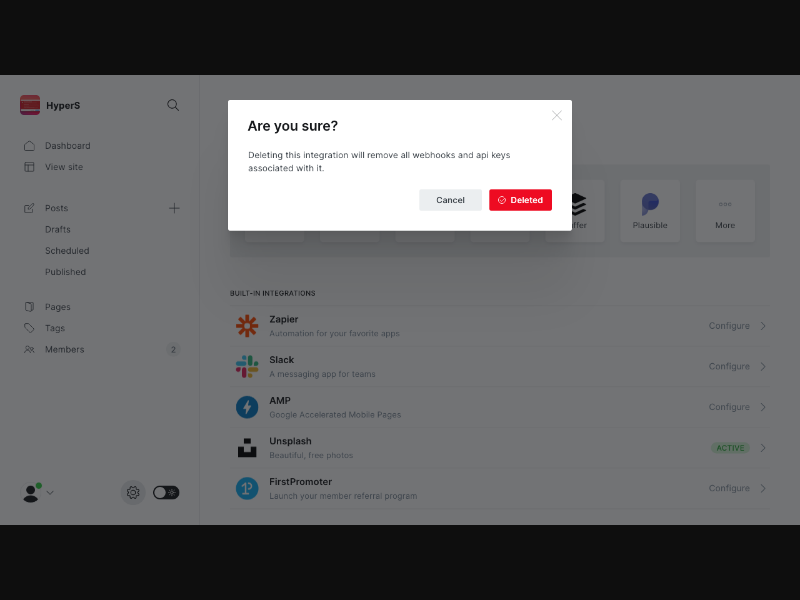 HyperS
Dashboard
View site
Posts
Drafts
Scheduled
Published
Pages
Tags
Members 2
Are you sure?
Deleting this integration will remove all webhooks and api keys
associated with it.
Cancel Deleted
Plausible
More
BUILT-IN INTEGRATIONS
Zapier
Automation for your favorite apps
Configure
Slack
A messaging app for teams
Configure
AMP
Google Accelerated Mobile Pages
Configure
Unsplash
Beautiful, free photos
ACTIVE
FirstPromoter
Launch your member referral program
Configure